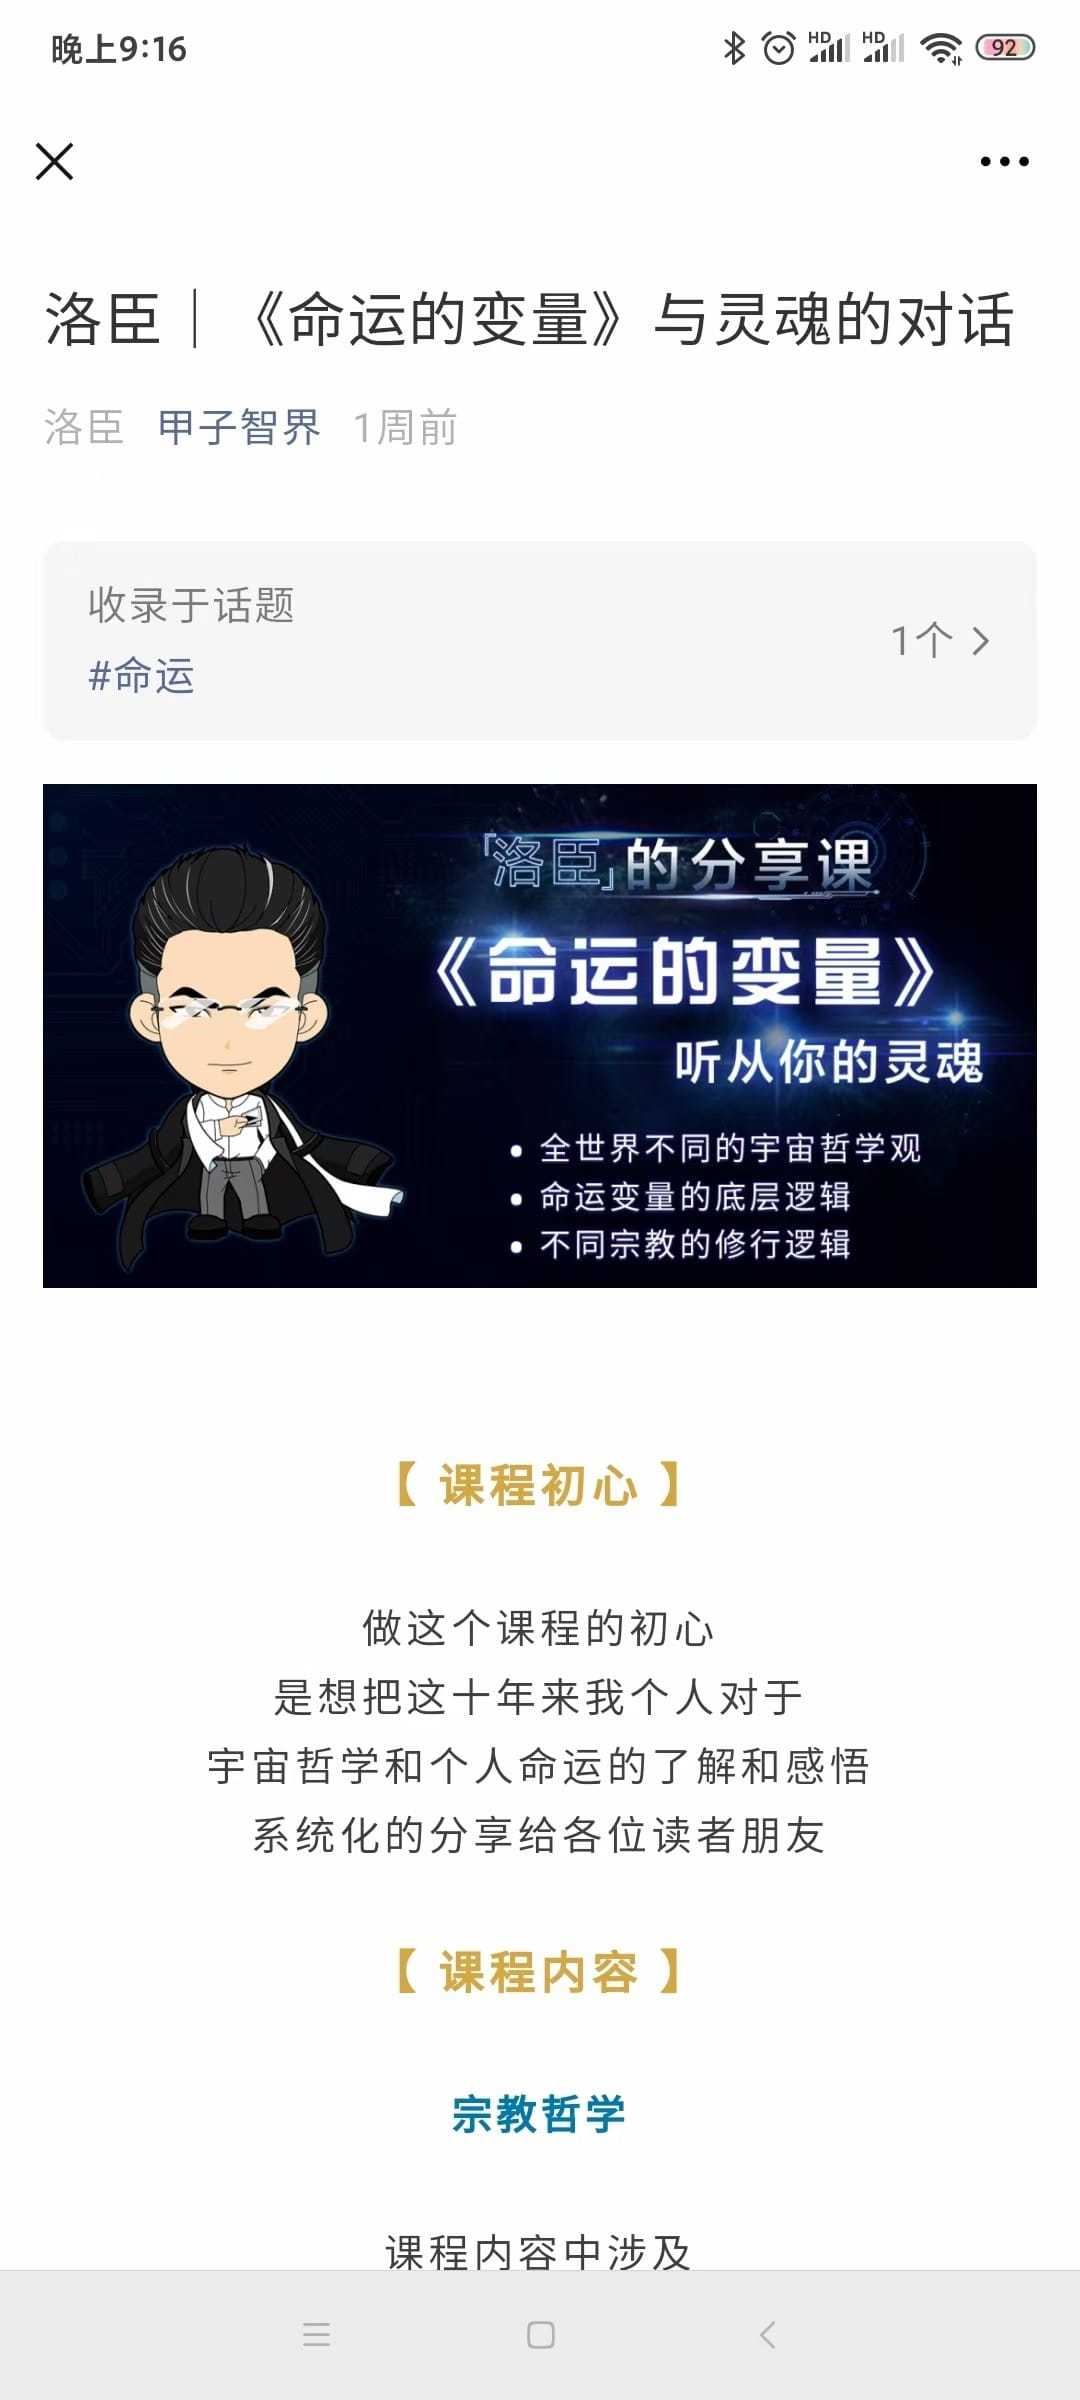 晚上9:16
HD
HD
92
洛臣｜《命运的变量》与灵魂的对话
洛臣 甲子智界 1周前
收录于话题
#命运
1个
「洛臣」的分享课
《命运的变量》
听从你的灵魂
• 全世界不同的宇宙哲学观
• 命运变量的底层逻辑
• 不同宗教的修行逻辑
【 课程初心 】
做这个课程的初心
是想把这十年来我个人对于
宇宙哲学和个人命运的了解和感悟
系统化的分享给各位读者朋友
【 课程内容 】
宗教哲学
课程内容中涉及